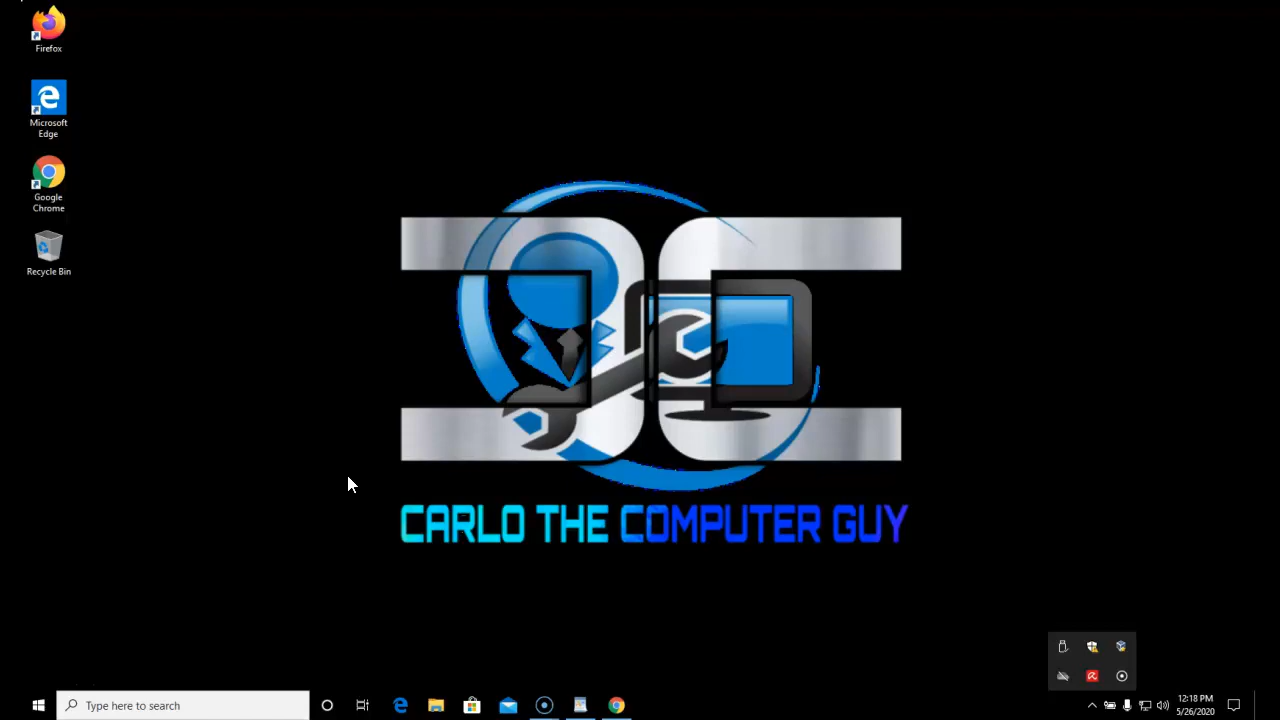 Firefox
Microsoft
Edge
Google
Chrome
Recycle Bin
CARLO THE COMPUTER GUY
Type here to search
12:18 PM
5/26/2020